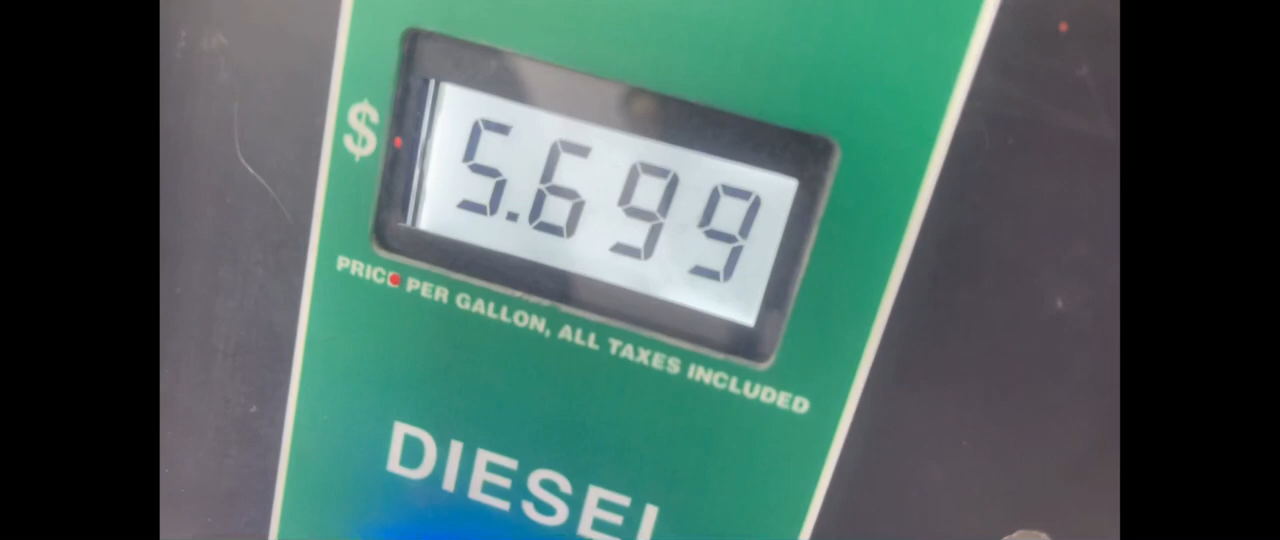 $ 5.699
PRICE PER GALLON, ALL TAXES INCLUDED
DIESEL